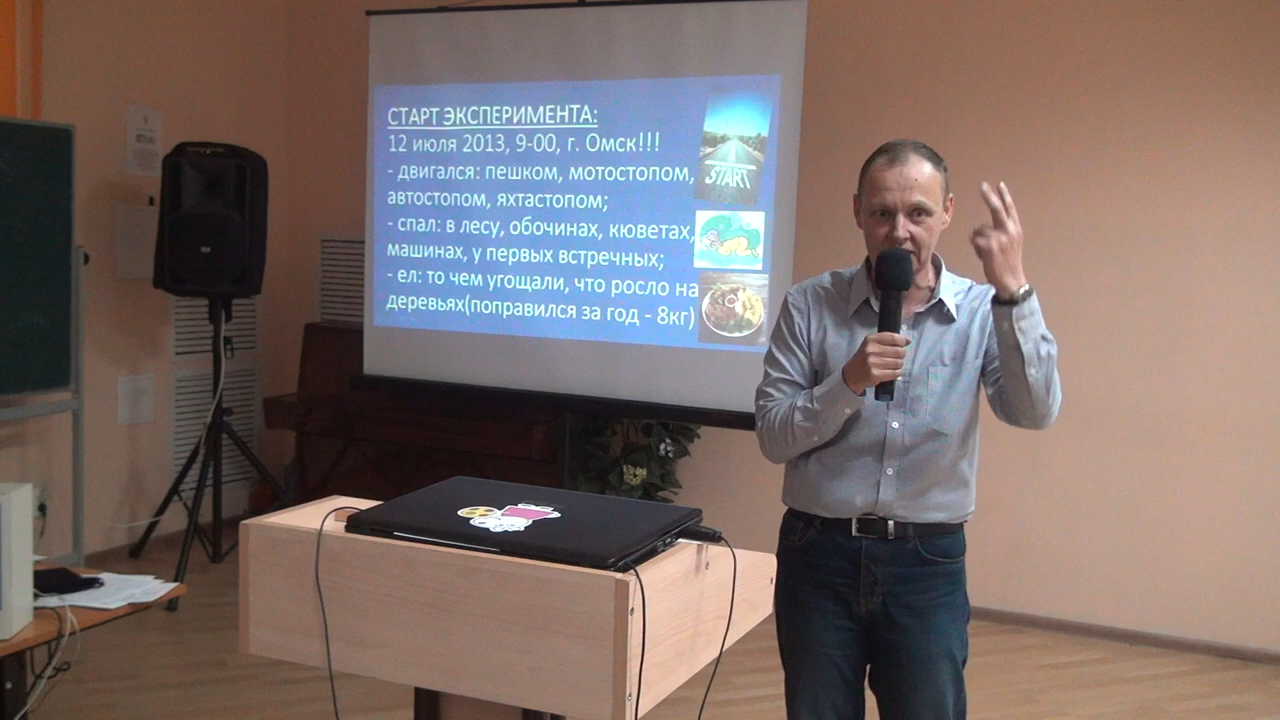 СТАРТ ЭКСПЕРИМЕНТА:
12 июля 2013, 9-00, г. Омск!!!
- двигался: пешком, мотостопом,
автостопом, яхтастопом;
- спал: в лесу, обочинах, кюветах,
машинах, у первых встречных;
- ел: то чем угощали, что росло на
деревьях(поправился за год - 8кг)
START